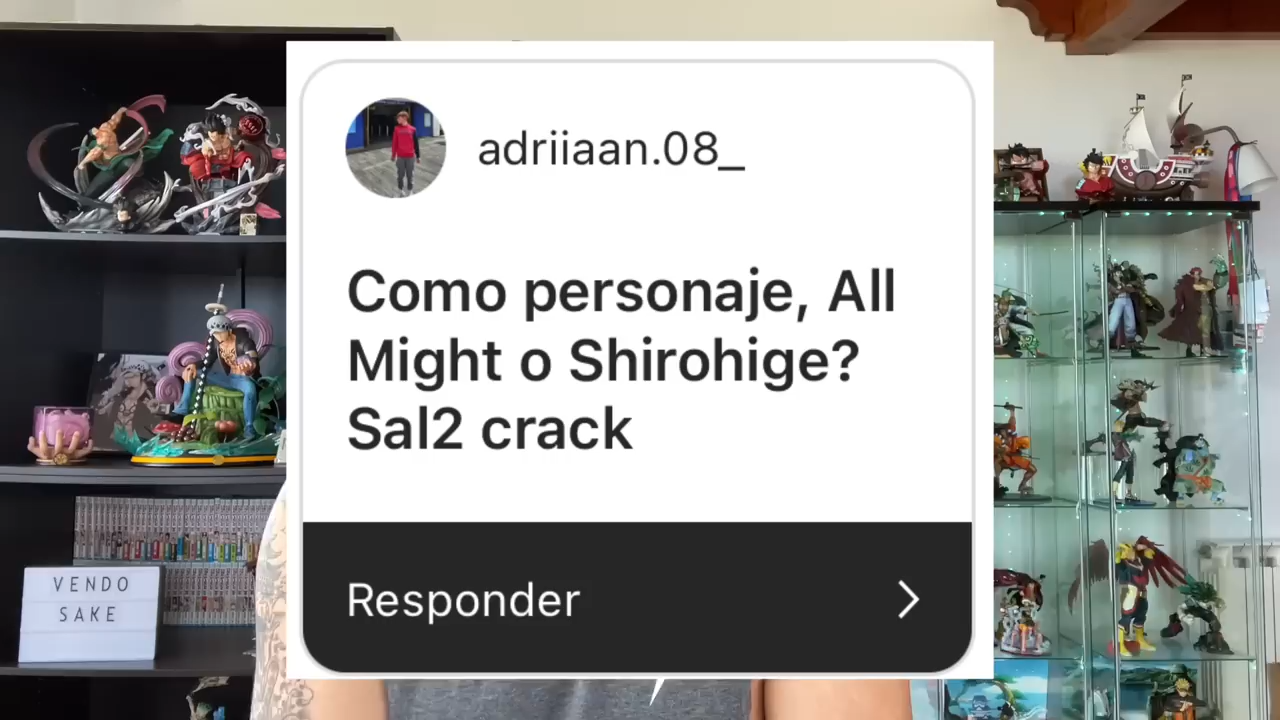 adriiaan.08_
Como personaje, All
Might o Shirohige?
Sal2 crack
Responder
VENDO
SAKE